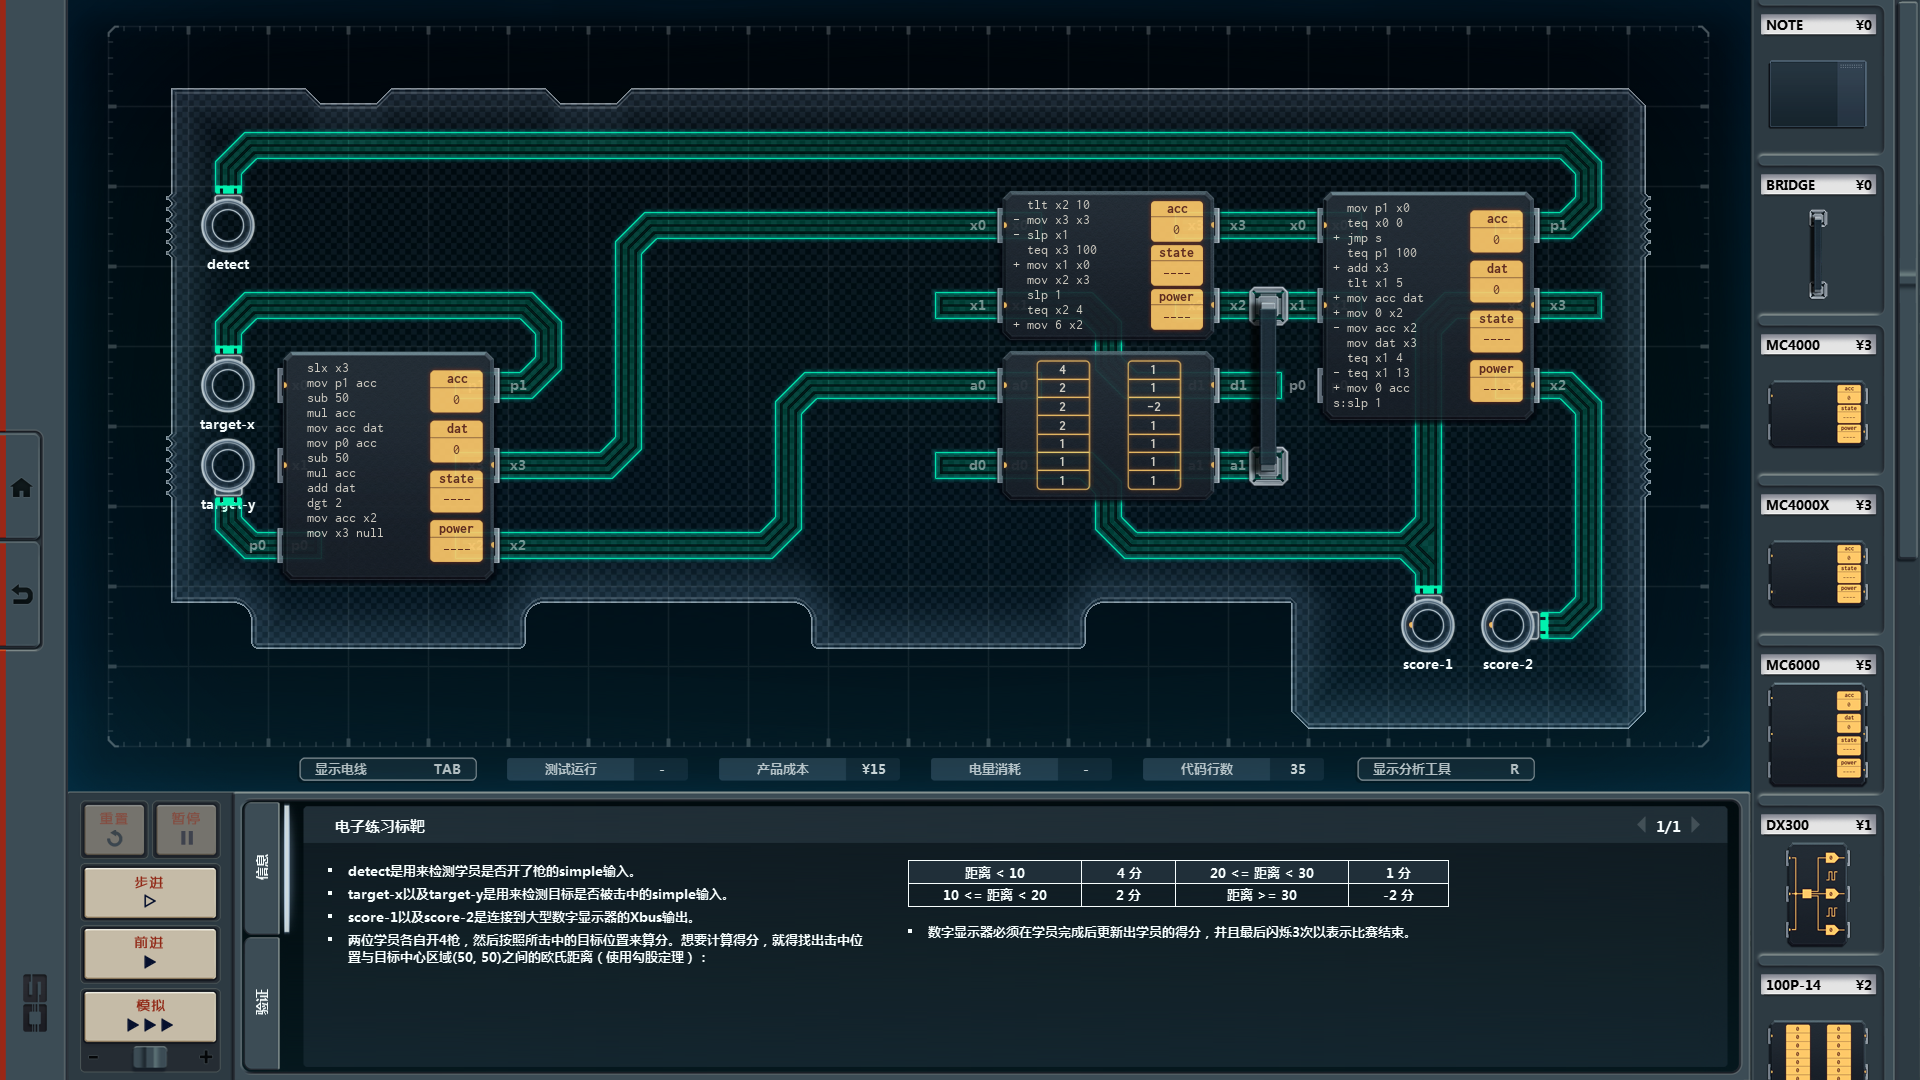 NOTE ¥0
BRIDGE ¥0
MC4000 ¥3
MC4000X ¥3
MC6000 ¥5
DX300 ¥1
100P-14 ¥2
detect
target-x
target-y
score-1
score-2
slx x3
mov p1 acc
sub 50
mul acc
mov acc dat
mov p0 acc
sub 50
mul acc
add dat
dgt 2
mov acc x2
mov x3 null
acc
0
dat
0
state
----
power
----
p1
x3
x2
p0
tlt x2 10
- mov x3 x3
- slp x1
teq x3 100
+ mov x1 x0
mov x2 x3
slp 1
teq x2 4
+ mov 6 x2
acc
0
state
----
power
----
x0
x1
x3
x2
4
2
2
2
1
1
1
1
1
-2
1
1
1
1
a0
d0
d1
a1
mov p1 x0
teq x0 0
+ jmp s
teq p1 100
+ add x3
tlt x1 5
+ mov acc dat
+ mov 0 x2
- mov acc x2
mov dat x3
teq x1 4
- teq x1 13
+ mov 0 acc
s:slp 1
acc
0
dat
0
state
----
power
----
x0
x1
p0
p1
x3
x2
显示电线 TAB
测试运行 -
产品成本 ¥15
电量消耗 -
代码行数 35
显示分析工具 R
重置
暂停
步进
前进
模拟
- +
信息
验证
电子练习标靶
1/1
▪ detect是用来检测学员是否开了枪的simple输入。
▪ target-x以及target-y是用来检测目标是否被击中的simple输入。
▪ score-1以及score-2是连接到大型数字显示器的Xbus输出。
▪ 两位学员各自开4枪，然后按照所击中的目标位置来算分。想要计算得分，就得找出击中位
置与目标中心区域(50, 50)之间的欧氏距离（使用勾股定理）：
距离 < 10 4 分 20 <= 距离 < 30 1 分
10 <= 距离 < 20 2 分 距离 >= 30 -2 分
▪ 数字显示器必须在学员完成后更新出学员的得分，并且最后闪烁3次以表示比赛结束。